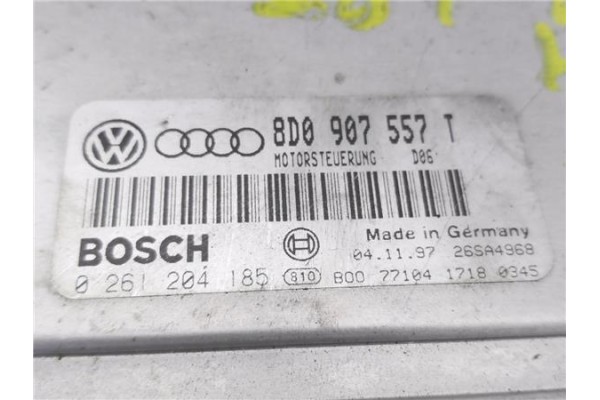 8D0 907 557 T
MOTORSTEUERUNG D06
BOSCH
Made in Germany
04.11.97 26SA4968
0 261 204 185 810 B00 77104 1718 0345